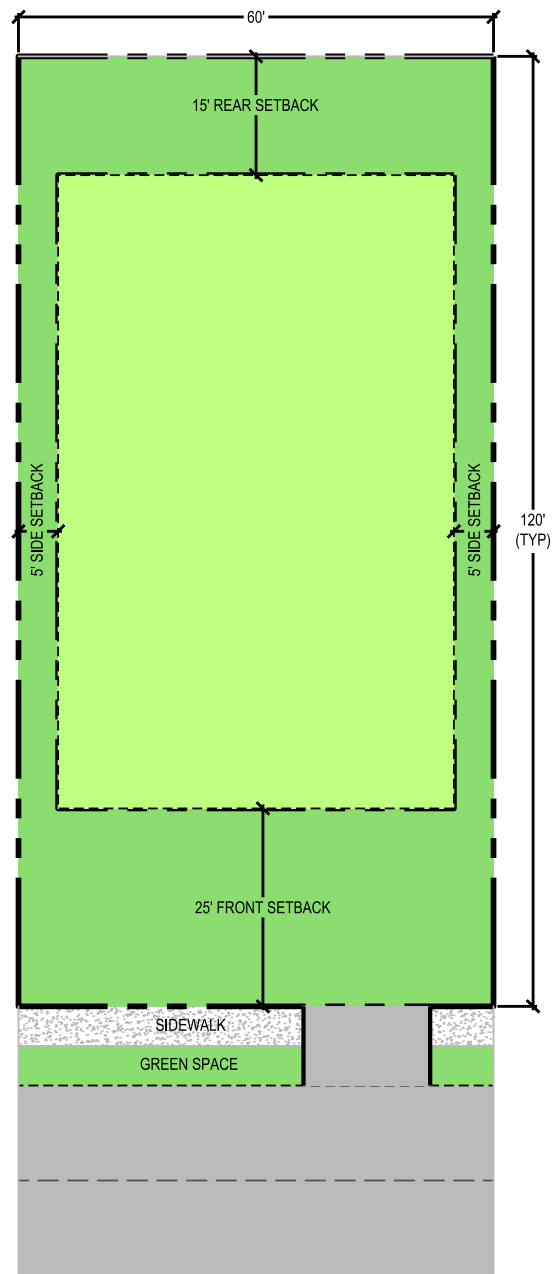 60'
15' REAR SETBACK
5' SIDE SETBACK
5' SIDE SETBACK
120'
(TYP)
25' FRONT SETBACK
SIDEWALK
GREEN SPACE